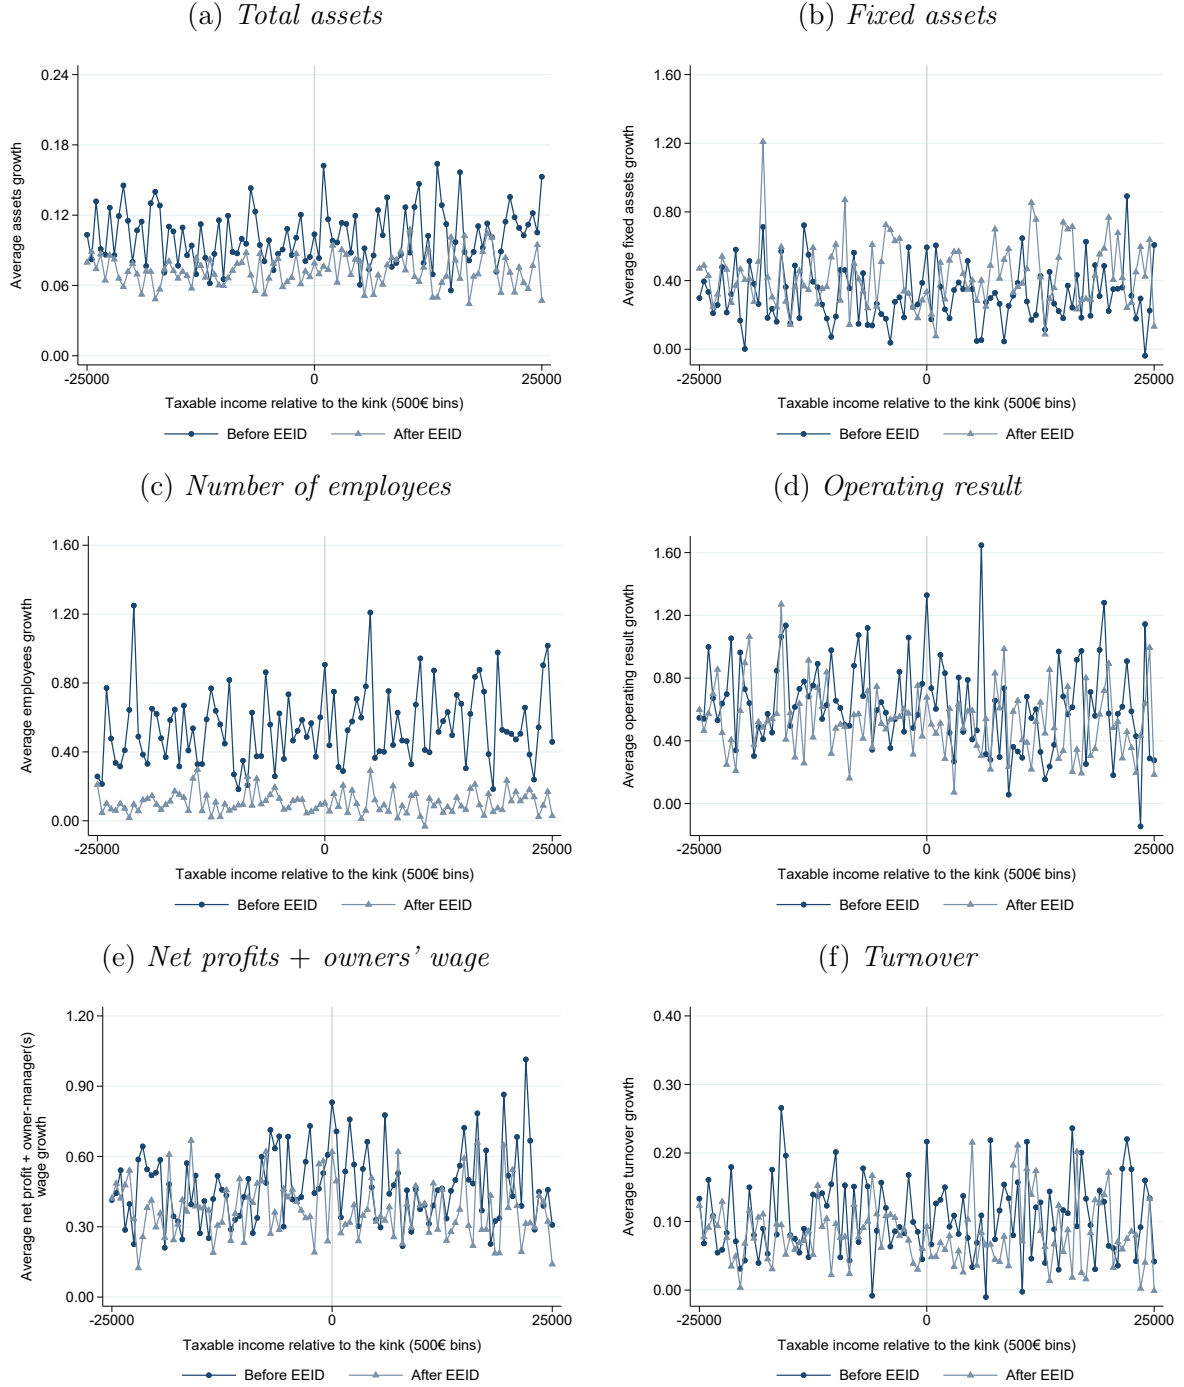 (a) Total assets
0.24
0.18
0.12
0.06
0.00
Average assets growth
-25000 0 25000
Taxable income relative to the kink (500€ bins)
Before EEID After EEID
(b) Fixed assets
1.60
1.20
0.80
0.40
0.00
Average fixed assets growth
-25000 0 25000
Taxable income relative to the kink (500€ bins)
Before EEID After EEID
(c) Number of employees
1.60
1.20
0.80
0.40
0.00
Average employees growth
-25000 0 25000
Taxable income relative to the kink (500€ bins)
Before EEID After EEID
(d) Operating result
1.60
1.20
0.80
0.40
0.00
Average operating result growth
-25000 0 25000
Taxable income relative to the kink (500€ bins)
Before EEID After EEID
(e) Net profits + owners' wage
1.20
0.90
0.60
0.30
0.00
Average net profit + owner-manager(s)
wage growth
-25000 0 25000
Taxable income relative to the kink (500€ bins)
Before EEID After EEID
(f) Turnover
0.40
0.30
0.20
0.10
0.00
Average turnover growth
-25000 0 25000
Taxable income relative to the kink (500€ bins)
Before EEID After EEID